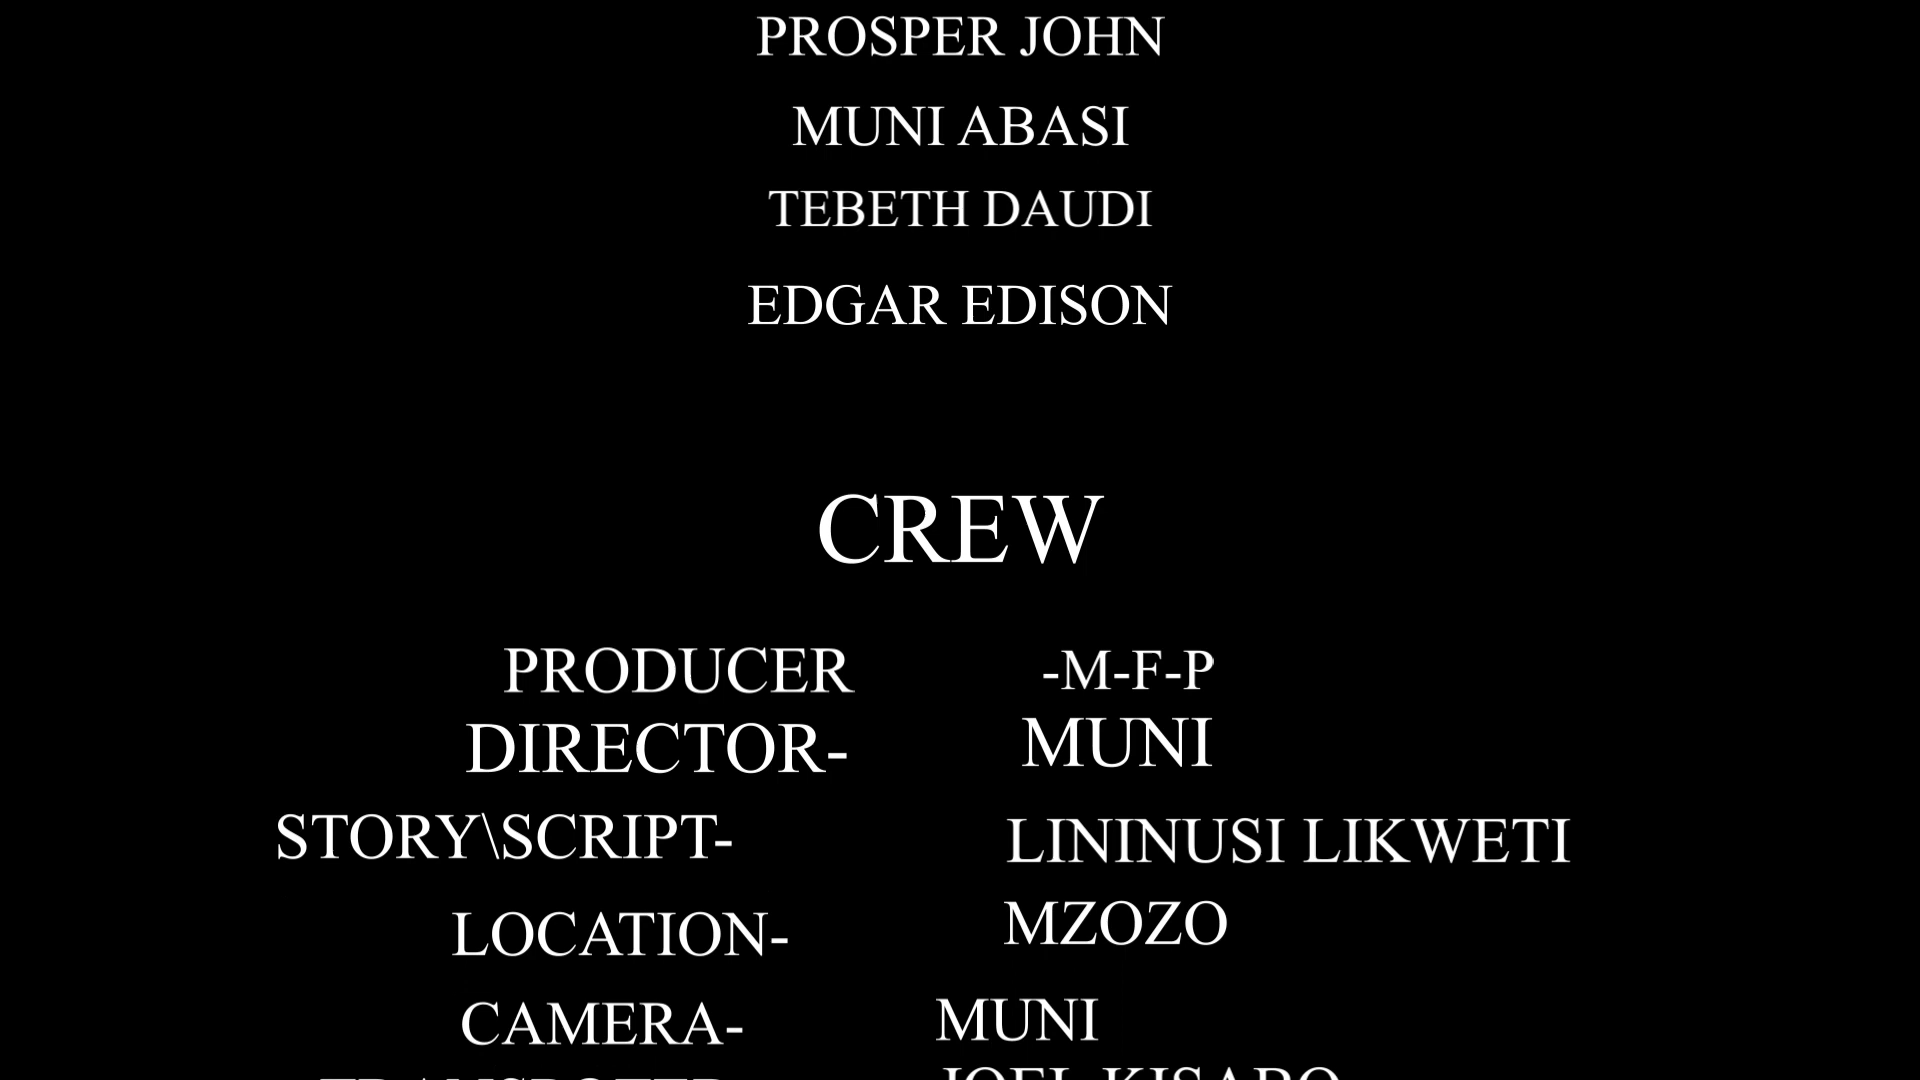 PROSPER JOHN
MUNI ABASI
TEBETH DAUDI
EDGAR EDISON
CREW
PRODUCER -M-F-P
DIRECTOR- MUNI
STORY\SCRIPT- LININUSI LIKWETI
LOCATION- MZOZO
CAMERA- MUNI